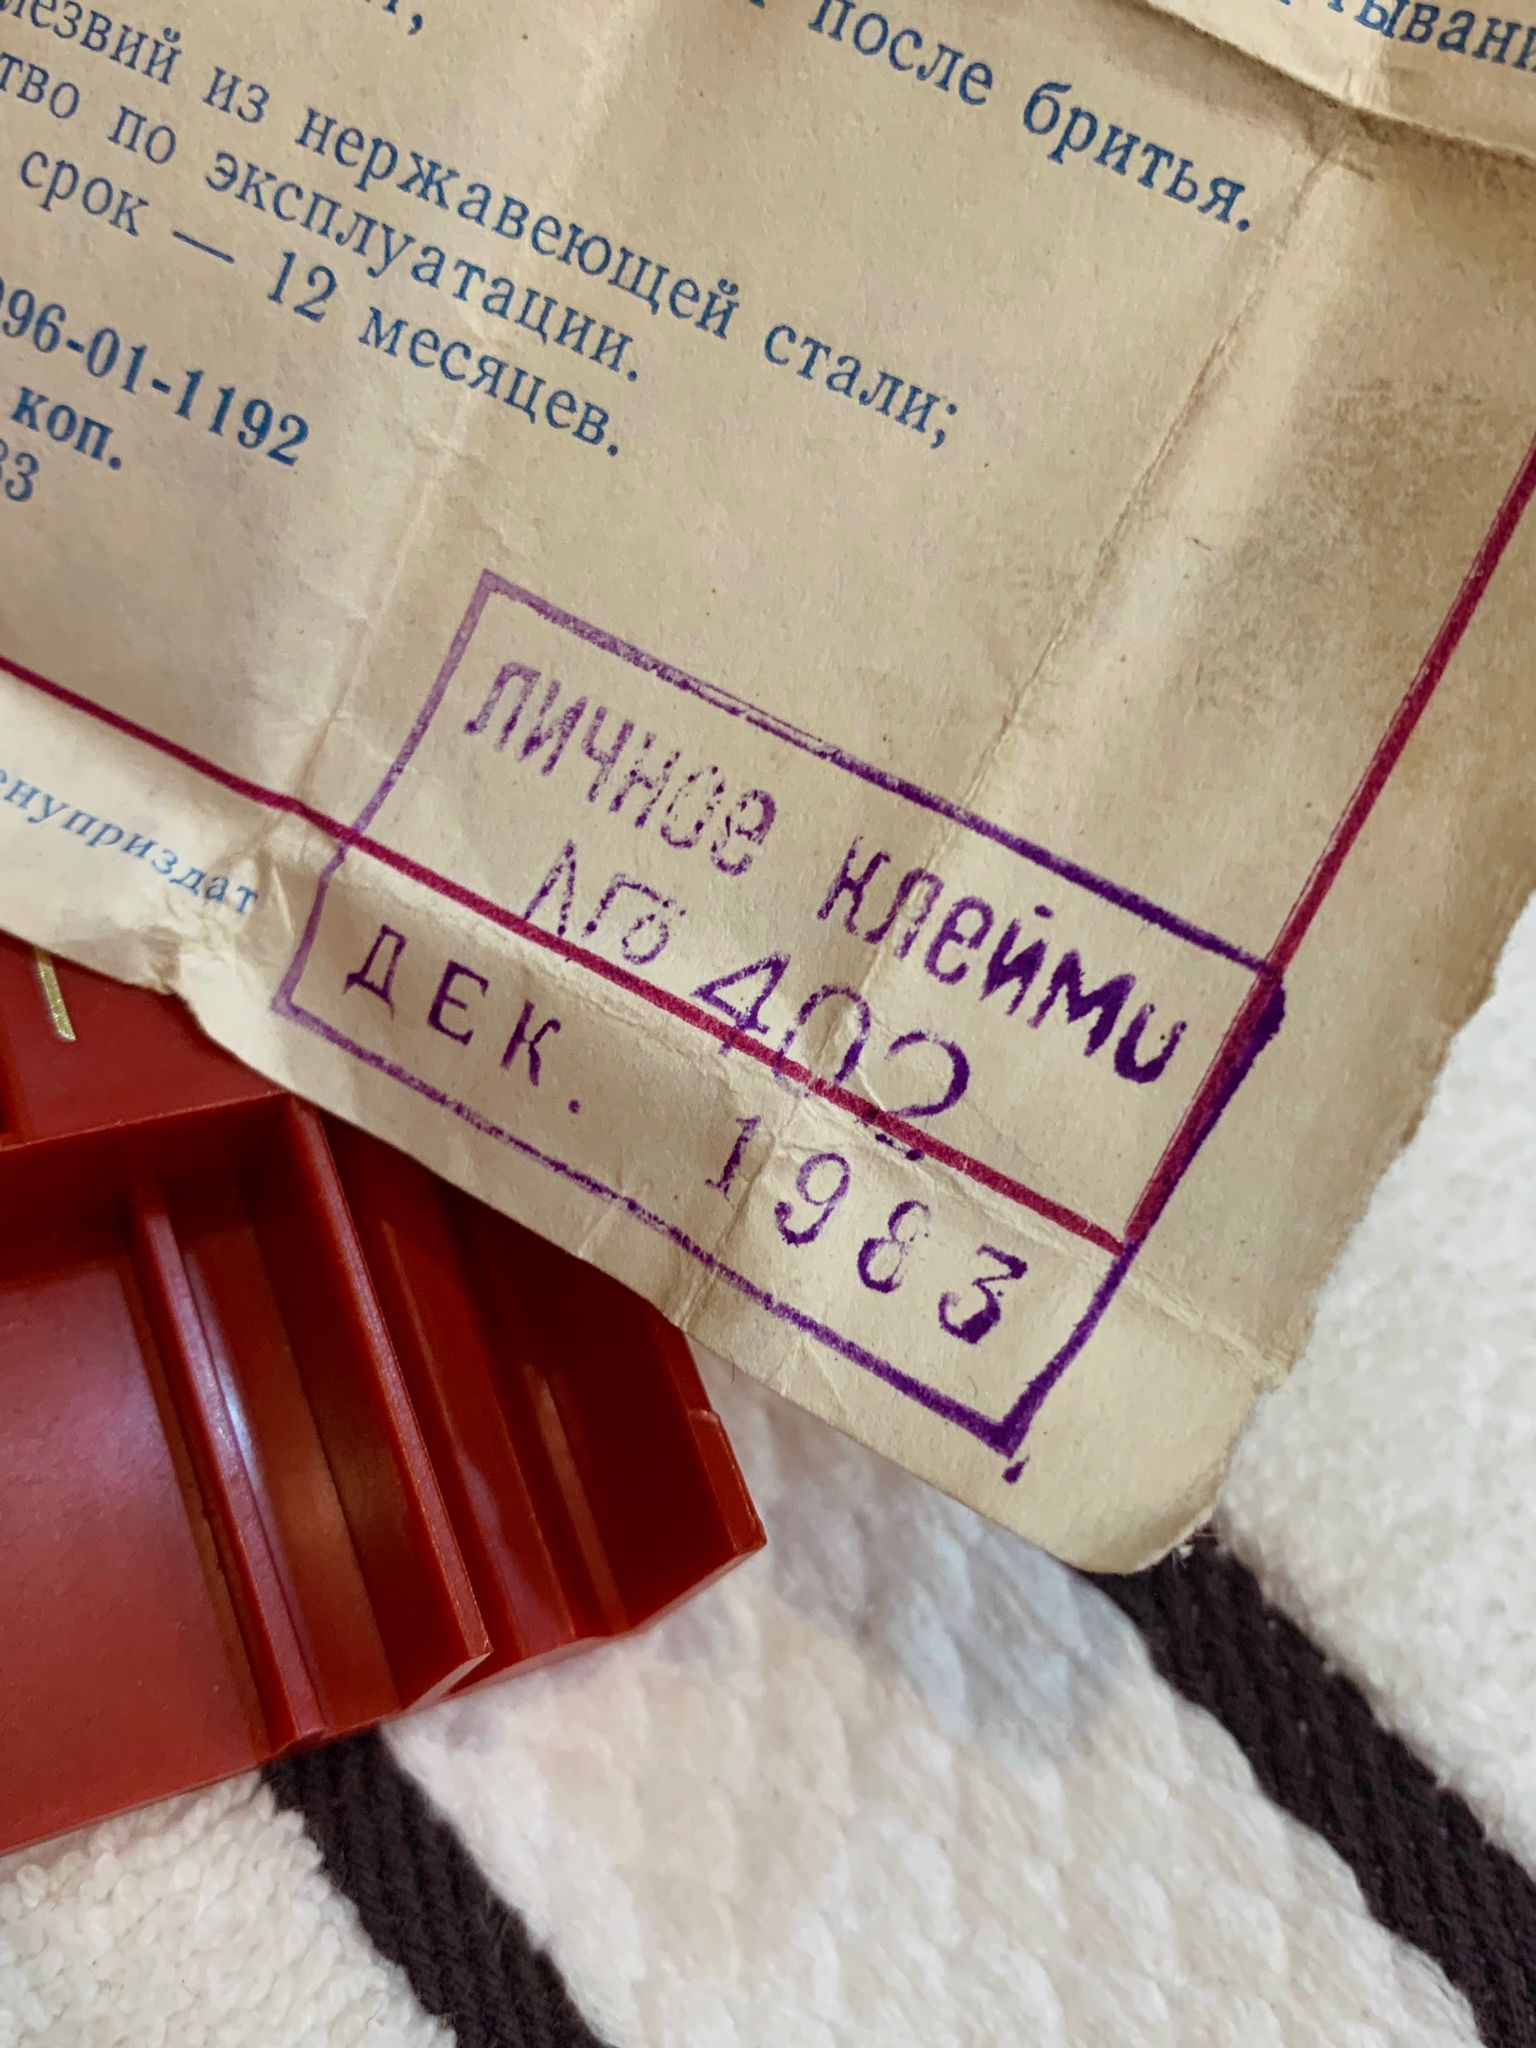 после бритья.
из нержавеющей стали;
по эксплуатации.
срок — 12 месяцев.
96-01-1192
коп.
83
ЛИЧНОЕ КЛЕЙМО
№ 402
ДЕК. 1983